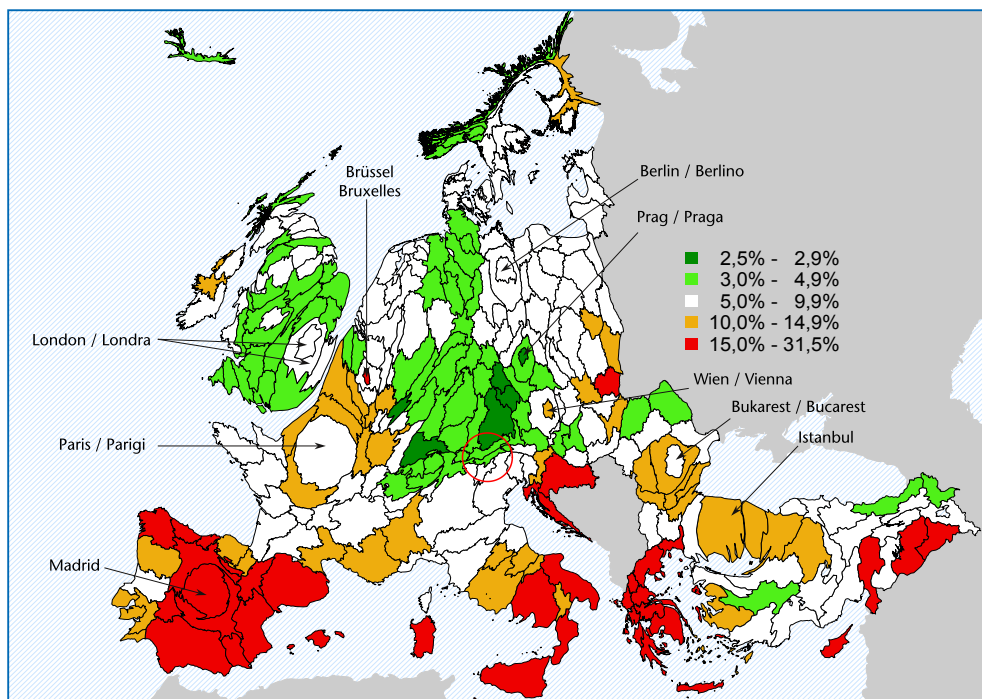 Brüssel
Bruxelles
Berlin / Berlino
Prag / Praga
2,5% - 2,9%
3,0% - 4,9%
5,0% - 9,9%
10,0% - 14,9%
15,0% - 31,5%
London / Londra
Wien / Vienna
Bukarest / Bucarest
Istanbul
Paris / Parigi
Madrid